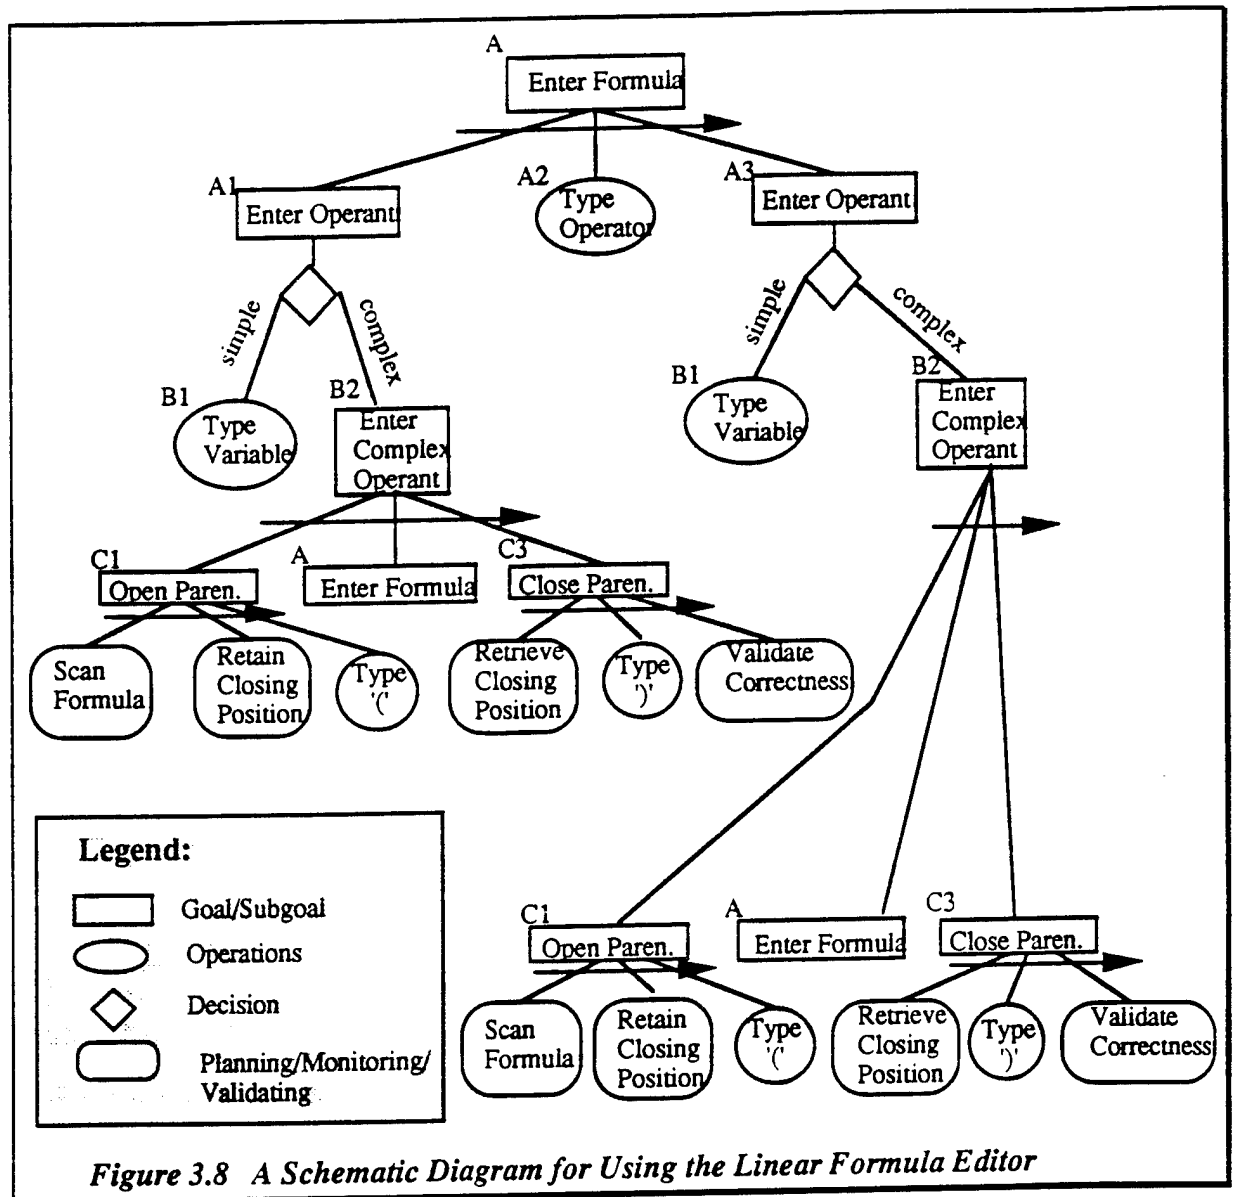 A
Enter Formula
A1
Enter Operant
A2
Type
Operator
A3
Enter Operant
simple
complex
simple
complex
B1
Type
Variable
B2
Enter
Complex
Operant
B1
Type
Variable
B2
Enter
Complex
Operant
C1
Open Paren.
A
Enter Formula
C3
Close Paren.
Scan
Formula
Retain
Closing
Position
Type
'('
Retrieve
Closing
Position
Type
')'
Validate
Correctness
C1
Open Paren.
A
Enter Formula
C3
Close Paren.
Scan
Formula
Retain
Closing
Position
Type
'('
Retrieve
Closing
Position
Type
')'
Validate
Correctness
Legend:
Goal/Subgoal
Operations
Decision
Planning/Monitoring/
Validating
Figure 3.8 A Schematic Diagram for Using the Linear Formula Editor